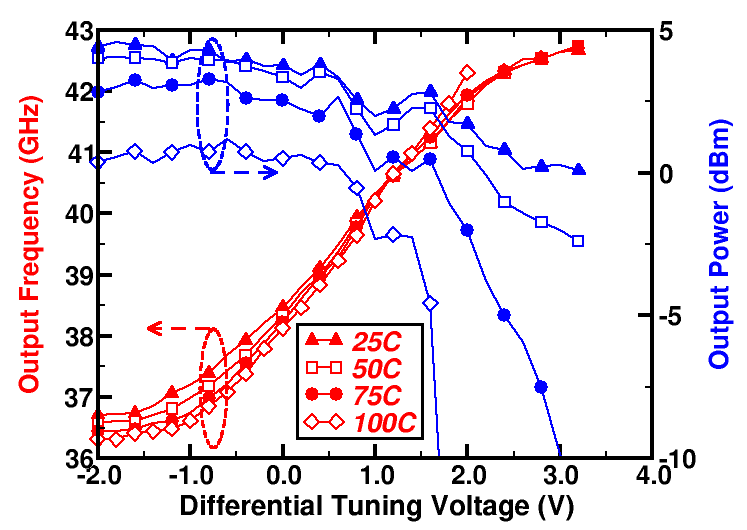 43
42
41
40
39
38
37
36
Output Frequency (GHz)
5
0
-5
-10
Output Power (dBm)
25C
50C
75C
100C
-2.0 -1.0 0.0 1.0 2.0 3.0 4.0
Differential Tuning Voltage (V)